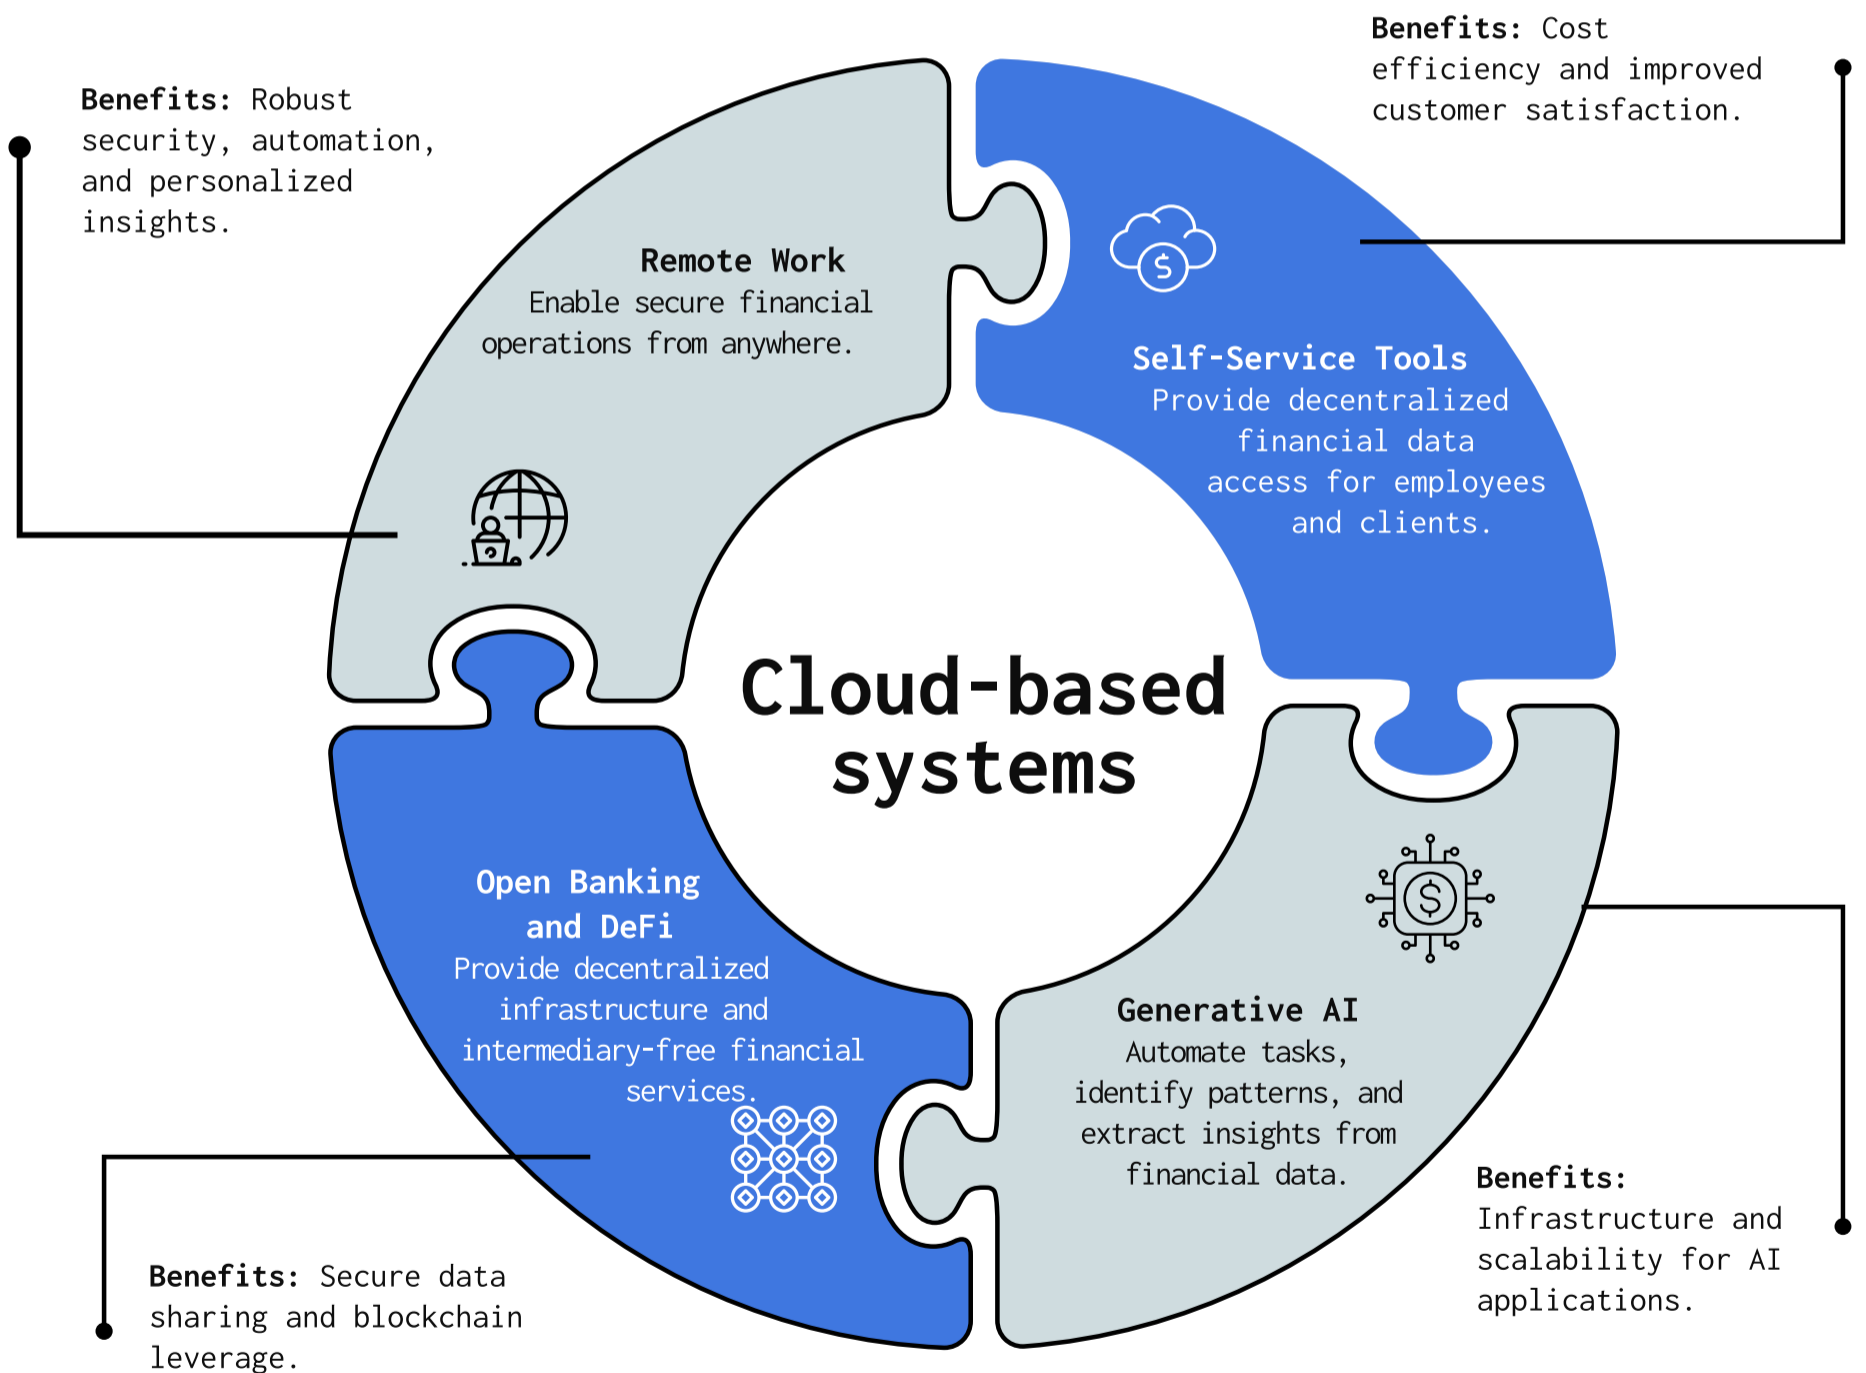 Benefits: Robust
security, automation,
and personalized
insights.
Remote Work
Enable secure financial
operations from anywhere.
Benefits: Cost
efficiency and improved
customer satisfaction.
Self-Service Tools
Provide decentralized
financial data
access for employees
and clients.
Cloud-based
systems
Open Banking
and DeFi
Provide decentralized
infrastructure and
intermediary-free financial
services.
Benefits: Secure data
sharing and blockchain
leverage.
Generative AI
Automate tasks,
identify patterns, and
extract insights from
financial data.
Benefits:
Infrastructure and
scalability for AI
applications.